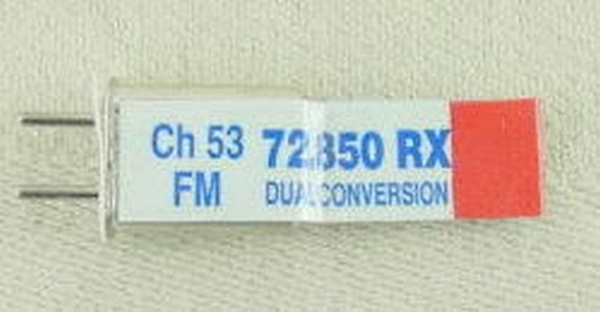 Ch 53 72.850 RX
FM DUAL CONVERSION